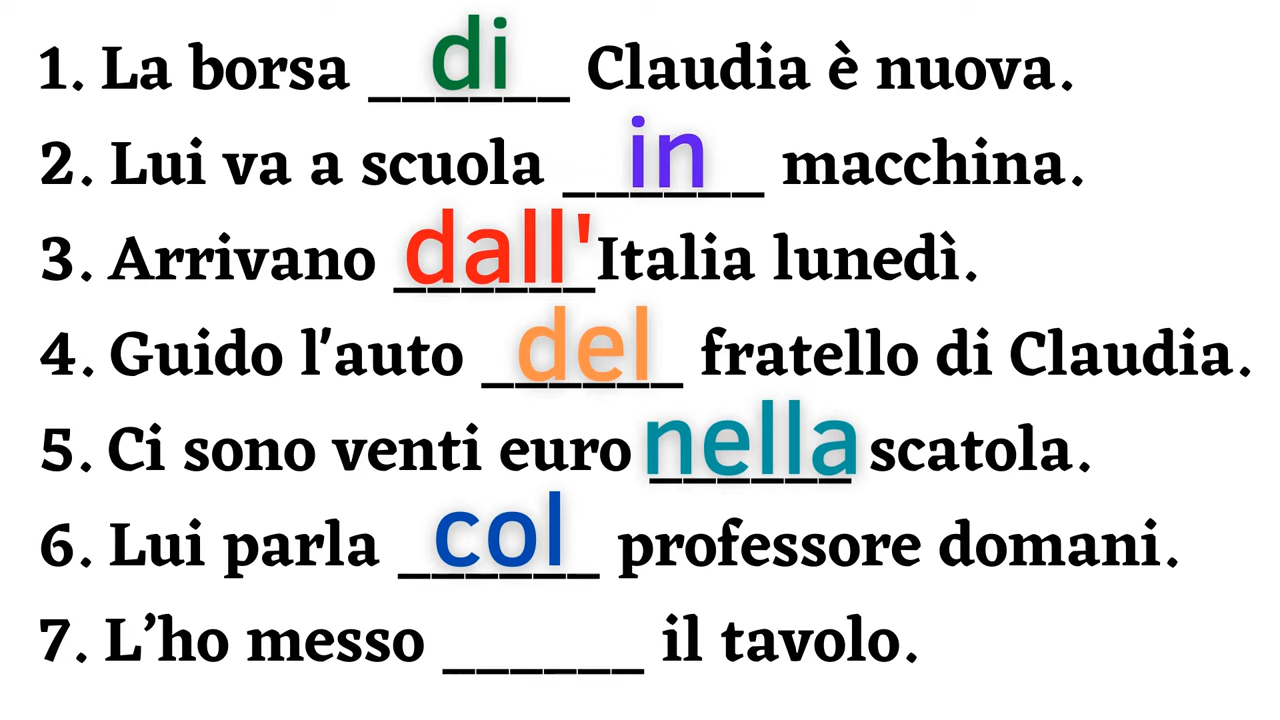 1. La borsa di Claudia è nuova.
2. Lui va a scuola in macchina.
3. Arrivano dall'Italia lunedì.
4. Guido l'auto del fratello di Claudia.
5. Ci sono venti euro nella scatola.
6. Lui parla col professore domani.
7. L’ho messo ______ il tavolo.